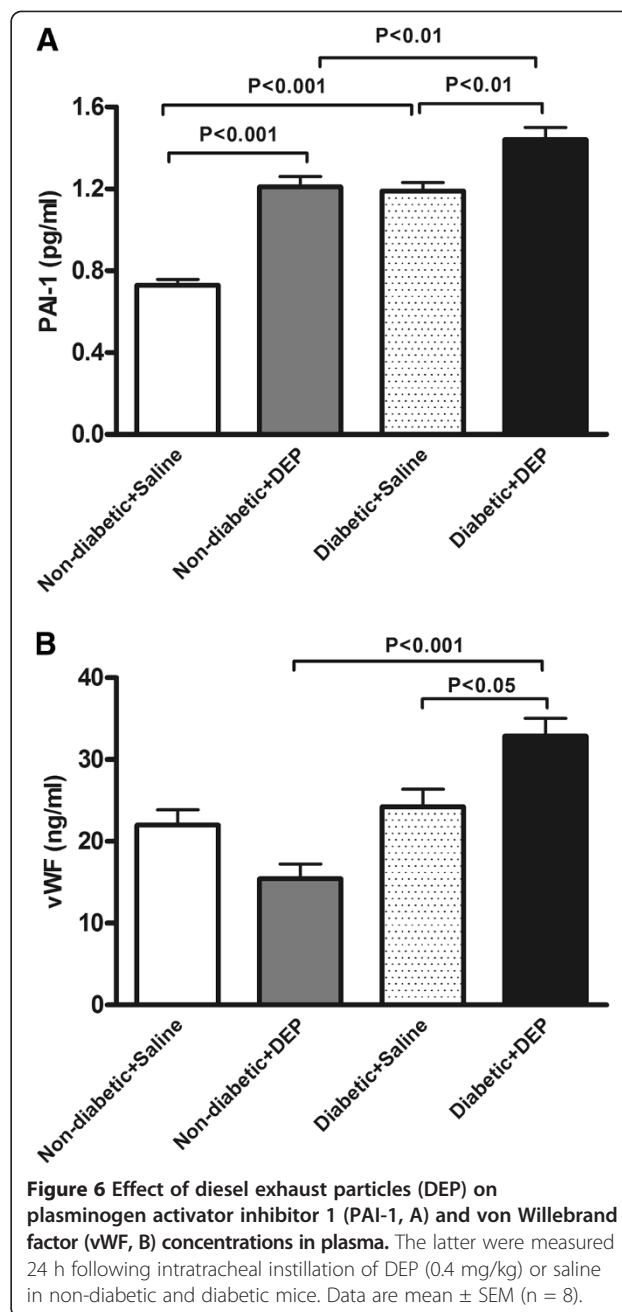 A
P<0.01
P<0.001
P<0.01
P<0.001
PAI-1 (pg/ml)
1.6
1.2
0.8
0.4
0.0
Non-diabetic+Saline
Non-diabetic+DEP
Diabetic+Saline
Diabetic+DEP
B
P<0.001
P<0.05
vWF (ng/ml)
40
30
20
10
0
Non-diabetic+Saline
Non-diabetic+DEP
Diabetic+Saline
Diabetic+DEP
Figure 6 Effect of diesel exhaust particles (DEP) on
plasminogen activator inhibitor 1 (PAI-1, A) and von Willebrand
factor (vWF, B) concentrations in plasma. The latter were measured
24 h following intratracheal instillation of DEP (0.4 mg/kg) or saline
in non-diabetic and diabetic mice. Data are mean ± SEM (n = 8).